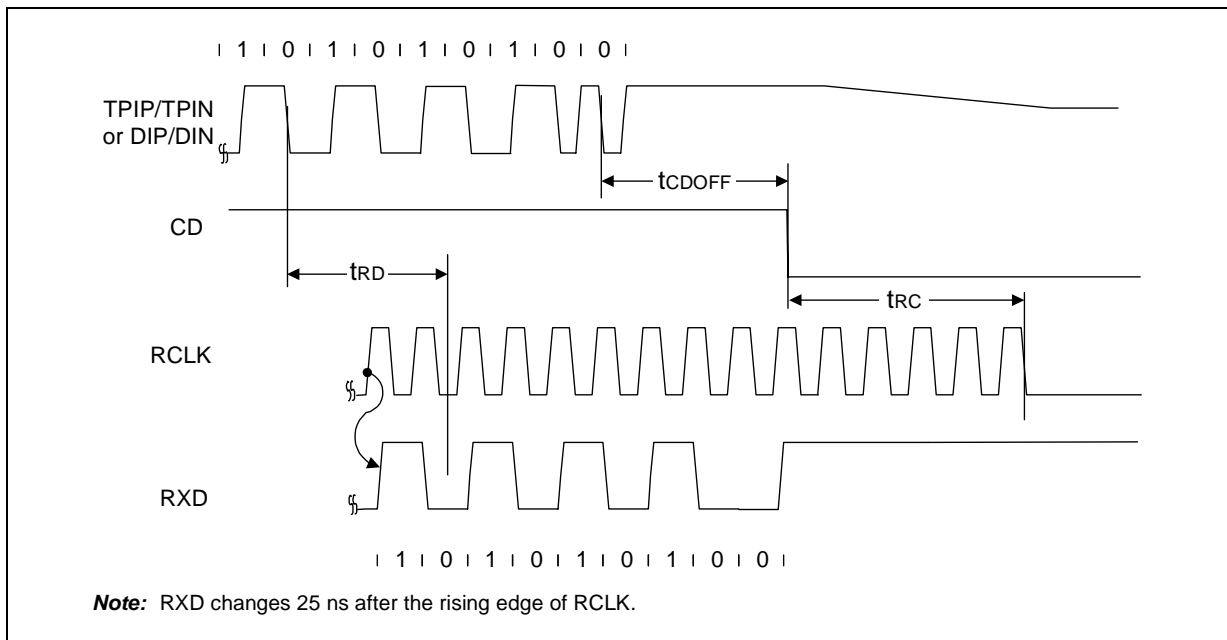 1 0 1 0 1 0 1 0 0
TPIP/TPIN
or DIP/DIN
tCDOFF
CD
tRD
tRC
RCLK
RXD
1 0 1 0 1 0 1 0 0
Note: RXD changes 25 ns after the rising edge of RCLK.